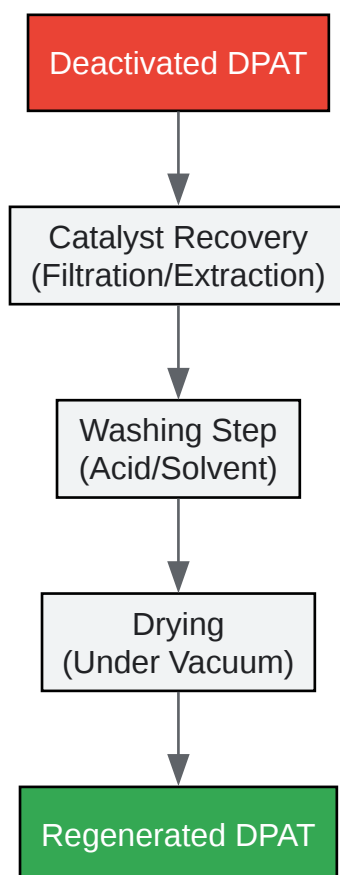 Deactivated DPAT
Catalyst Recovery
(Filtration/Extraction)
Washing Step
(Acid/Solvent)
Drying
(Under Vacuum)
Regenerated DPAT